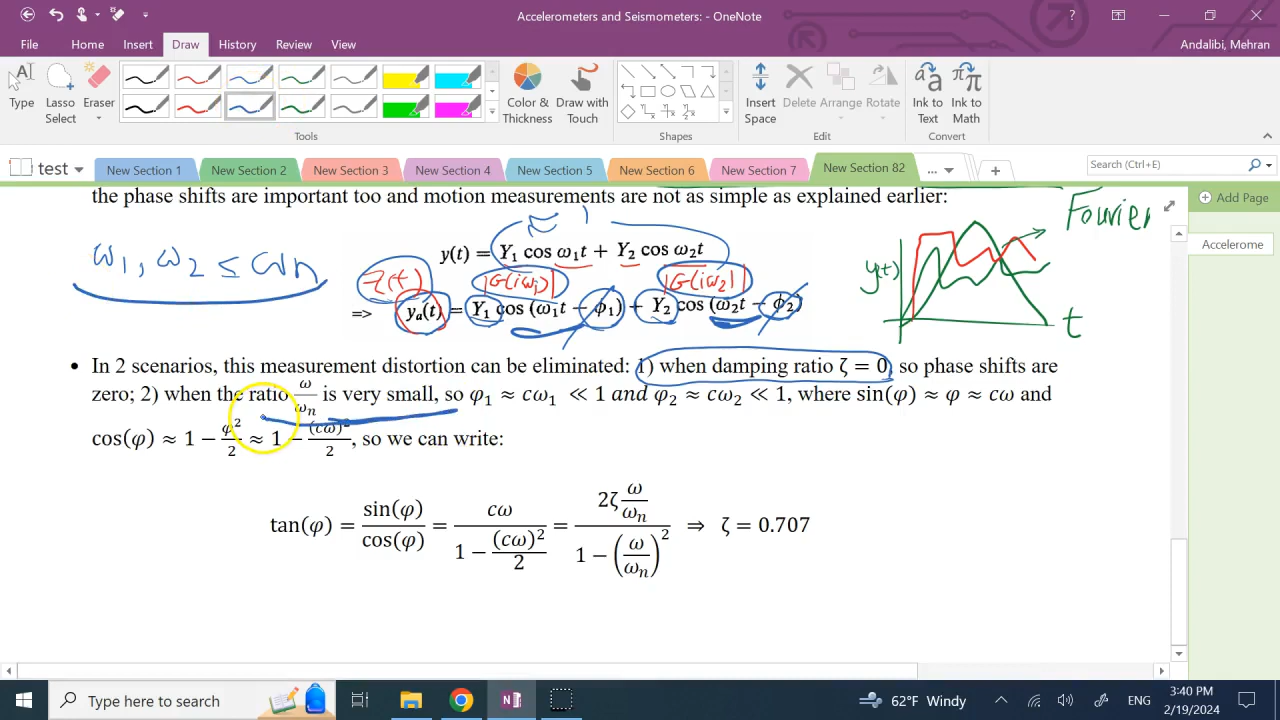 Accelerometers and Seismometers: - OneNote
File Home Insert Draw History Review View
Andalibi, Mehran
Type Lasso Select Eraser Color & Thickness Draw with Touch Insert Space Delete Arrange Rotate Ink to Text Ink to Math
Tools Shapes Edit Convert
test New Section 1 New Section 2 New Section 3 New Section 4 New Section 5 New Section 6 New Section 7 New Section 82 ... + Search (Ctrl+E)
Add Page
Accelerome
the phase shifts are important too and motion measurements are not as simple as explained earlier:
Fourier
y(t) = Y₁ cos ω₁t + Y₂ cos ω₂t
ω₁, ω₂ ≤ ωn
Z(t) |G(iω₁)| |G(iω₂)|
=> yₐ(t) = Y₁ cos (ω₁t − ϕ₁) + Y₂ cos (ω₂t − ϕ₂)
y(t)
t
• In 2 scenarios, this measurement distortion can be eliminated: 1) when damping ratio ζ = 0, so phase shifts are
zero; 2) when the ratio ω/ωₙ is very small, so φ₁ ≈ cω₁ ≪ 1 and φ₂ ≈ cω₂ ≪ 1, where sin(φ) ≈ φ ≈ cω and
cos(φ) ≈ 1 − φ²/2 ≈ 1 − (cω)²/2, so we can write:
tan(φ) = sin(φ)/cos(φ) = cω/(1 − (cω)²/2) = 2ζ(ω/ωₙ)/(1 − (ω/ωₙ)²) ⇒ ζ = 0.707
Type here to search
62°F Windy
ENG
3:40 PM
2/19/2024